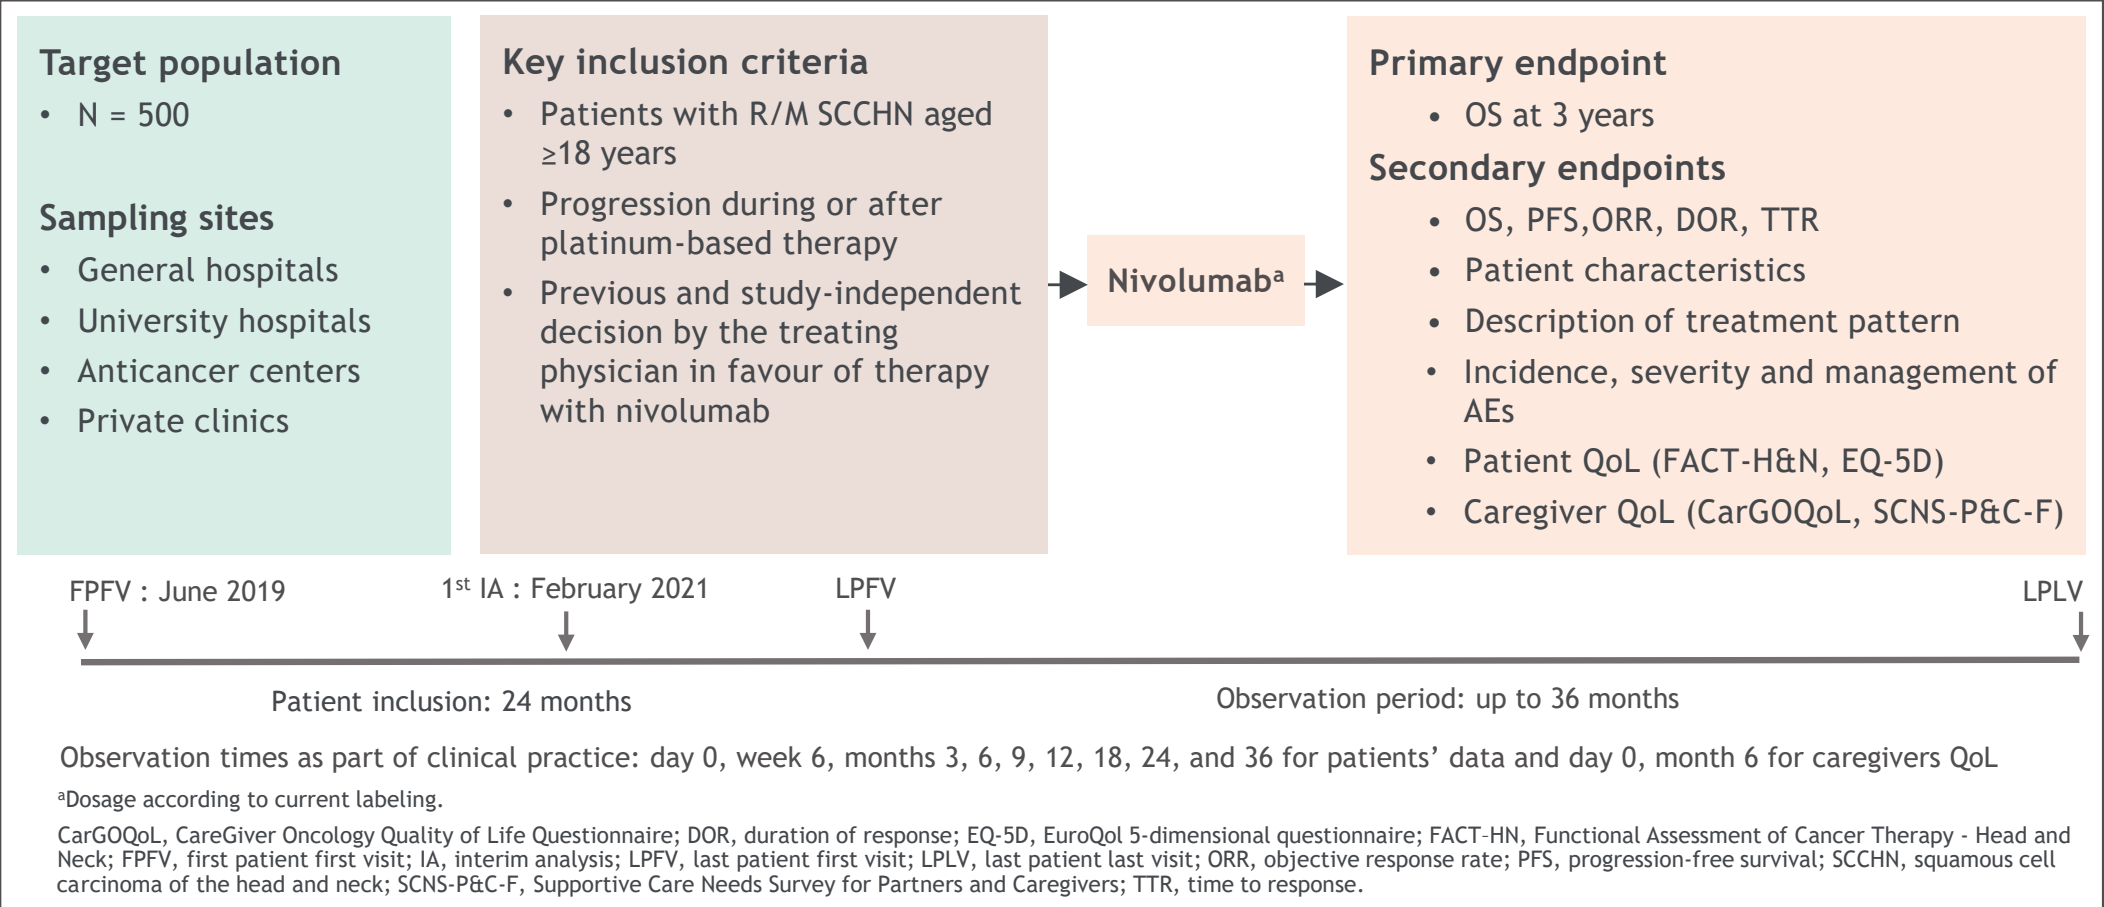 Target population
• N = 500
Sampling sites
• General hospitals
• University hospitals
• Anticancer centers
• Private clinics
Key inclusion criteria
• Patients with R/M SCCHN aged
≥18 years
• Progression during or after
platinum-based therapy
• Previous and study-independent
decision by the treating
physician in favour of therapy
with nivolumab
Nivolumabᵃ
Primary endpoint
• OS at 3 years
Secondary endpoints
• OS, PFS,ORR, DOR, TTR
• Patient characteristics
• Description of treatment pattern
• Incidence, severity and management of
AEs
• Patient QoL (FACT-H&N, EQ-5D)
• Caregiver QoL (CarGOQoL, SCNS-P&C-F)
FPFV : June 2019
1ˢᵗ IA : February 2021
LPFV
LPLV
Patient inclusion: 24 months
Observation period: up to 36 months
Observation times as part of clinical practice: day 0, week 6, months 3, 6, 9, 12, 18, 24, and 36 for patients’ data and day 0, month 6 for caregivers QoL
ᵃDosage according to current labeling.
CarGOQoL, CareGiver Oncology Quality of Life Questionnaire; DOR, duration of response; EQ-5D, EuroQol 5-dimensional questionnaire; FACT–HN, Functional Assessment of Cancer Therapy - Head and
Neck; FPFV, first patient first visit; IA, interim analysis; LPFV, last patient first visit; LPLV, last patient last visit; ORR, objective response rate; PFS, progression-free survival; SCCHN, squamous cell
carcinoma of the head and neck; SCNS-P&C-F, Supportive Care Needs Survey for Partners and Caregivers; TTR, time to response.